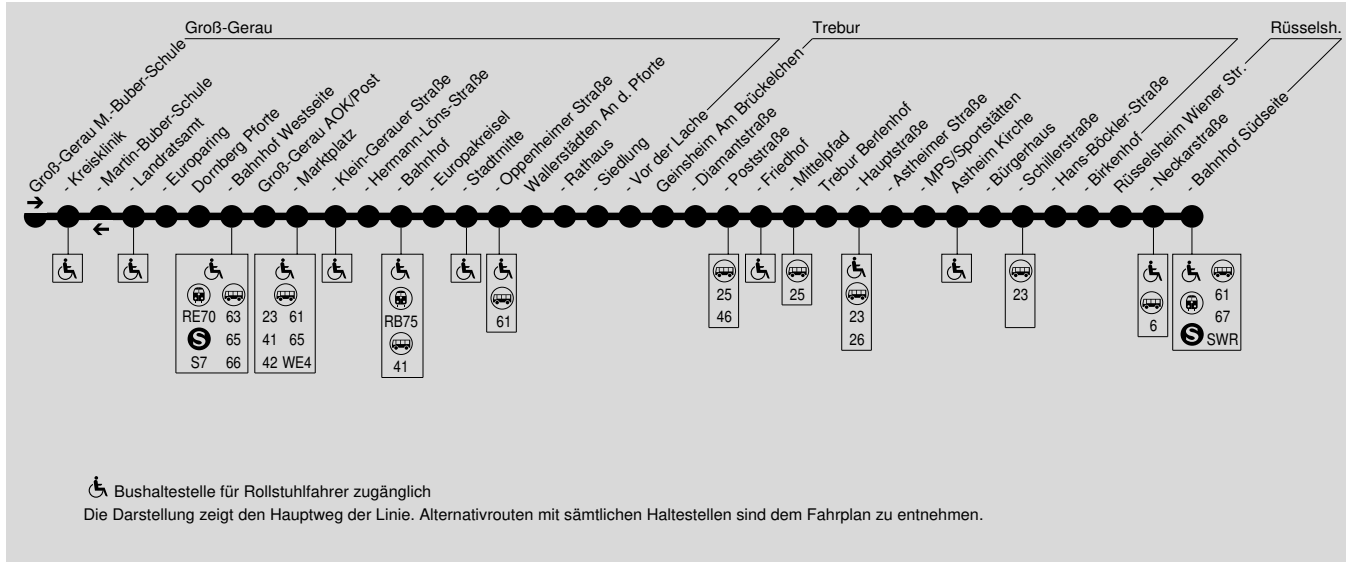 Groß-Gerau
Trebur
Rüsselsh.
Groß-Gerau M.-Buber-Schule
- Kreisklinik
- Martin-Buber-Schule
- Landratsamt
- Europaring
Dornberg Pforte
- Bahnhof Westseite
Groß-Gerau AOK/Post
- Marktplatz
- Klein-Gerauer Straße
- Hermann-Löns-Straße
- Bahnhof
- Europakreisel
- Stadtmitte
- Oppenheimer Straße
Wallerstädten An d. Pforte
- Rathaus
- Siedlung
- Vor der Lache
Geinsheim Am Brückelchen
- Diamantstraße
- Poststraße
- Friedhof
- Mittelpfad
Trebur Berlenhof
- Hauptstraße
- Astheimer Straße
- MPS/Sportstätten
Astheim Kirche
- Bürgerhaus
- Schillerstraße
- Hans-Böckler-Straße
- Birkenhof
Rüsselsheim Wiener Str.
- Neckarstraße
- Bahnhof Südseite
RE70 63
S 65
S7 66
23 61
41 65
42 WE4
RB75
41
61
25
46
25
23
26
23
6
61
67
S SWR
Bushaltestelle für Rollstuhlfahrer zugänglich
Die Darstellung zeigt den Hauptweg der Linie. Alternativrouten mit sämtlichen Haltestellen sind dem Fahrplan zu entnehmen.